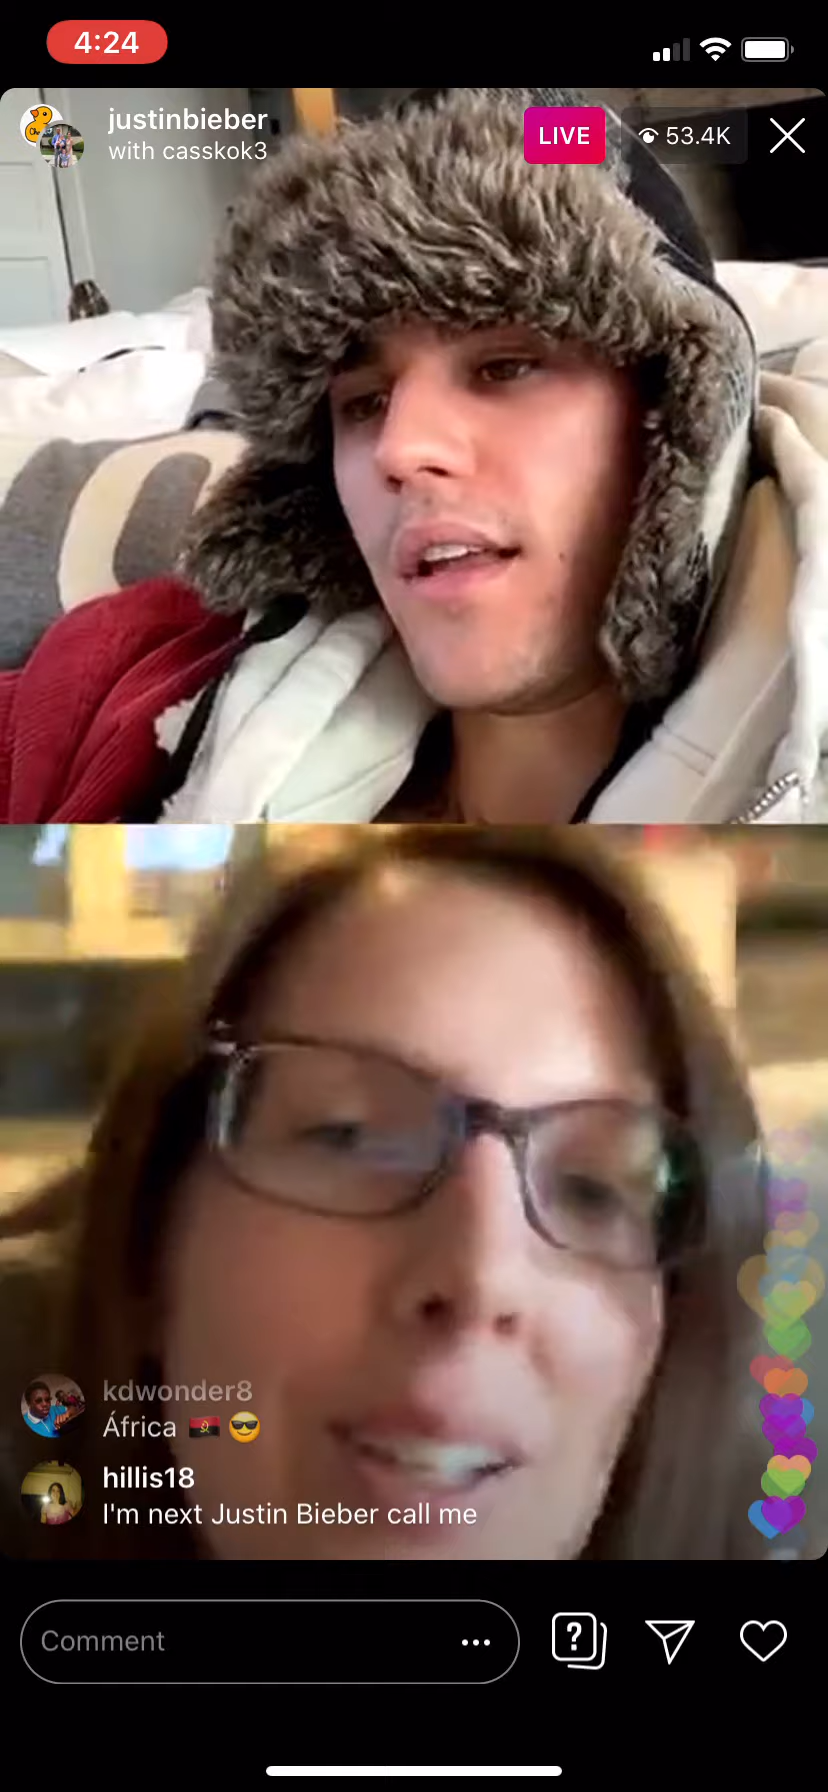 4:24
justinbieber
with casskok3
LIVE
53.4K
kdwonder8
África 🇦🇴 😎
hillis18
I'm next Justin Bieber call me
Comment